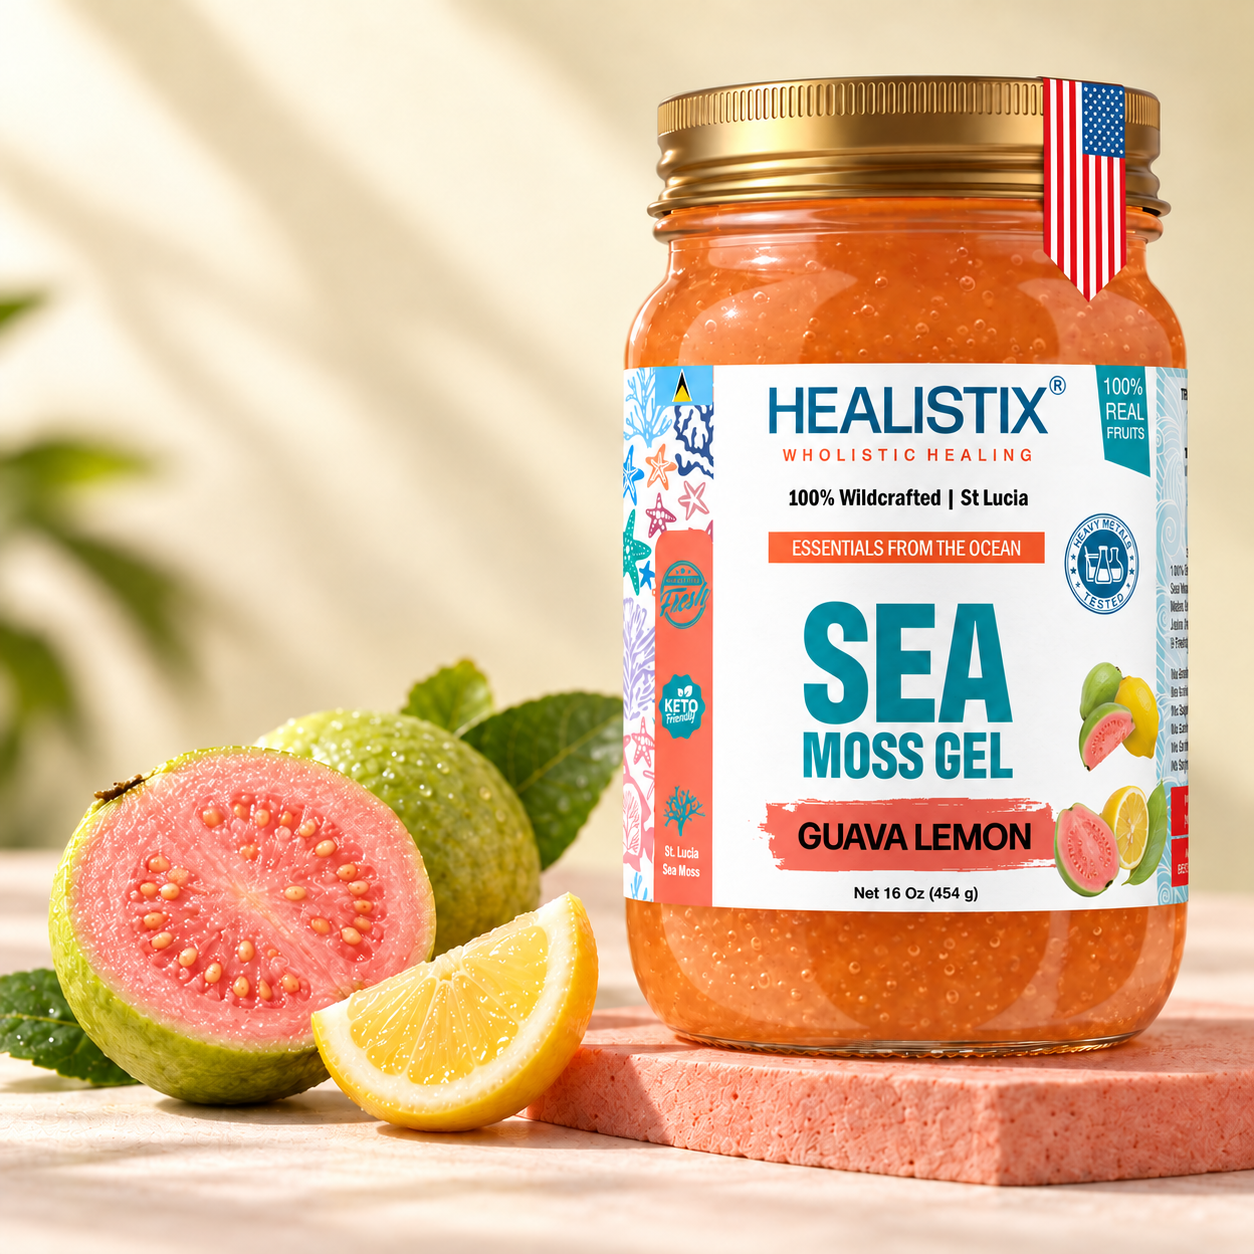 HEALISTIX®
WHOLISTIC HEALING
100% Wildcrafted | St Lucia
ESSENTIALS FROM THE OCEAN
SEA
MOSS GEL
GUAVA LEMON
Net 16 Oz (454 g)
100%
REAL
FRUITS
HEAVY METALS
TESTED
Fresh
KETO
Friendly
St. Lucia
Sea Moss